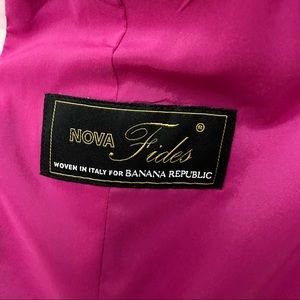 NOVA Fides ®
WOVEN IN ITALY FOR BANANA REPUBLIC